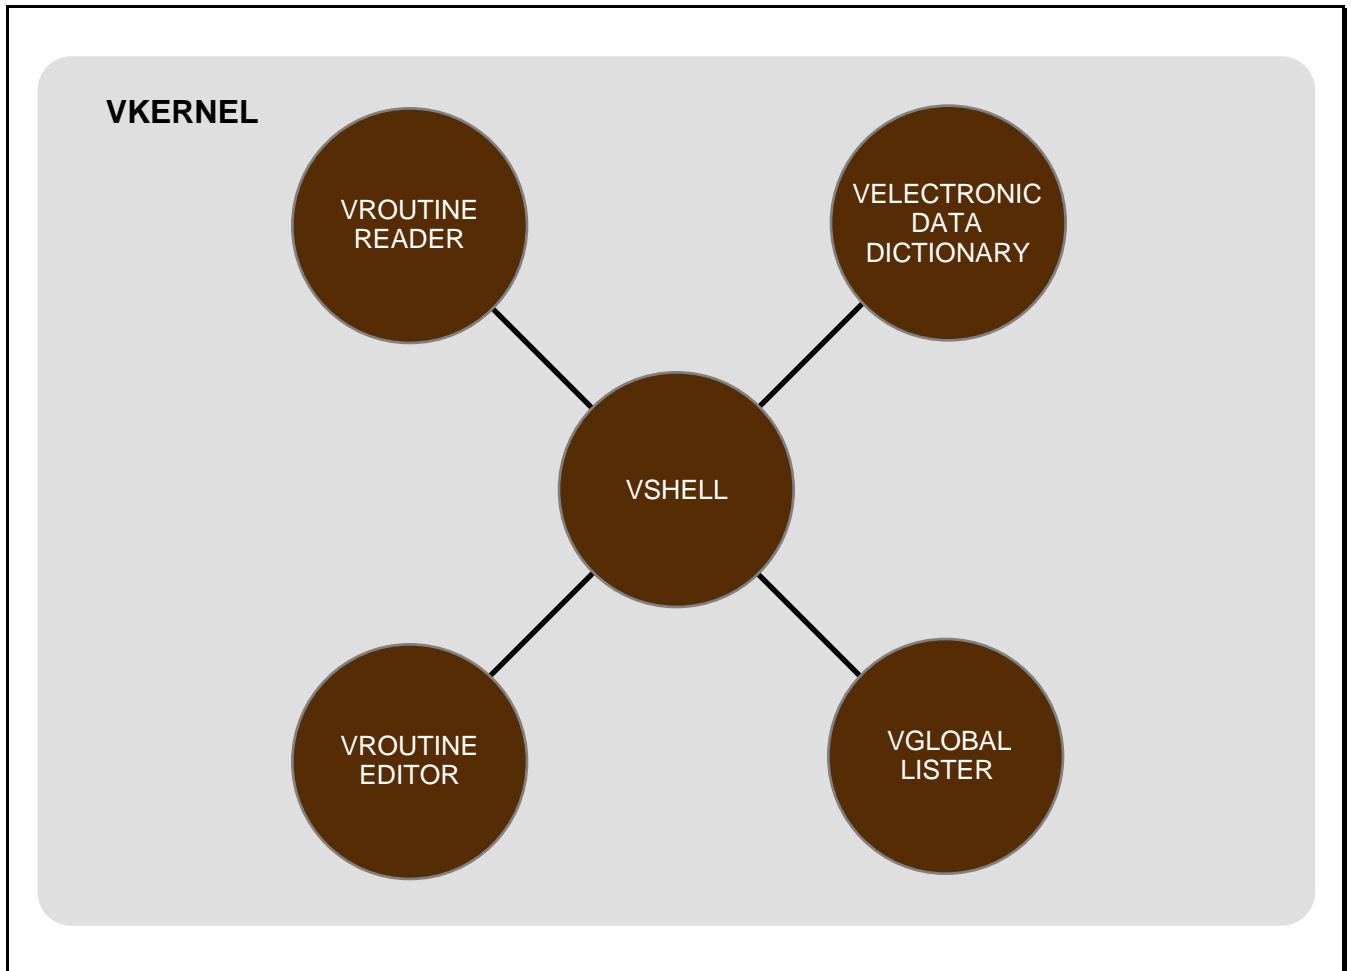 VKERNEL
VROUTINE
READER
VELECTRONIC
DATA
DICTIONARY
VSHELL
VROUTINE
EDITOR
VGLOBAL
LISTER